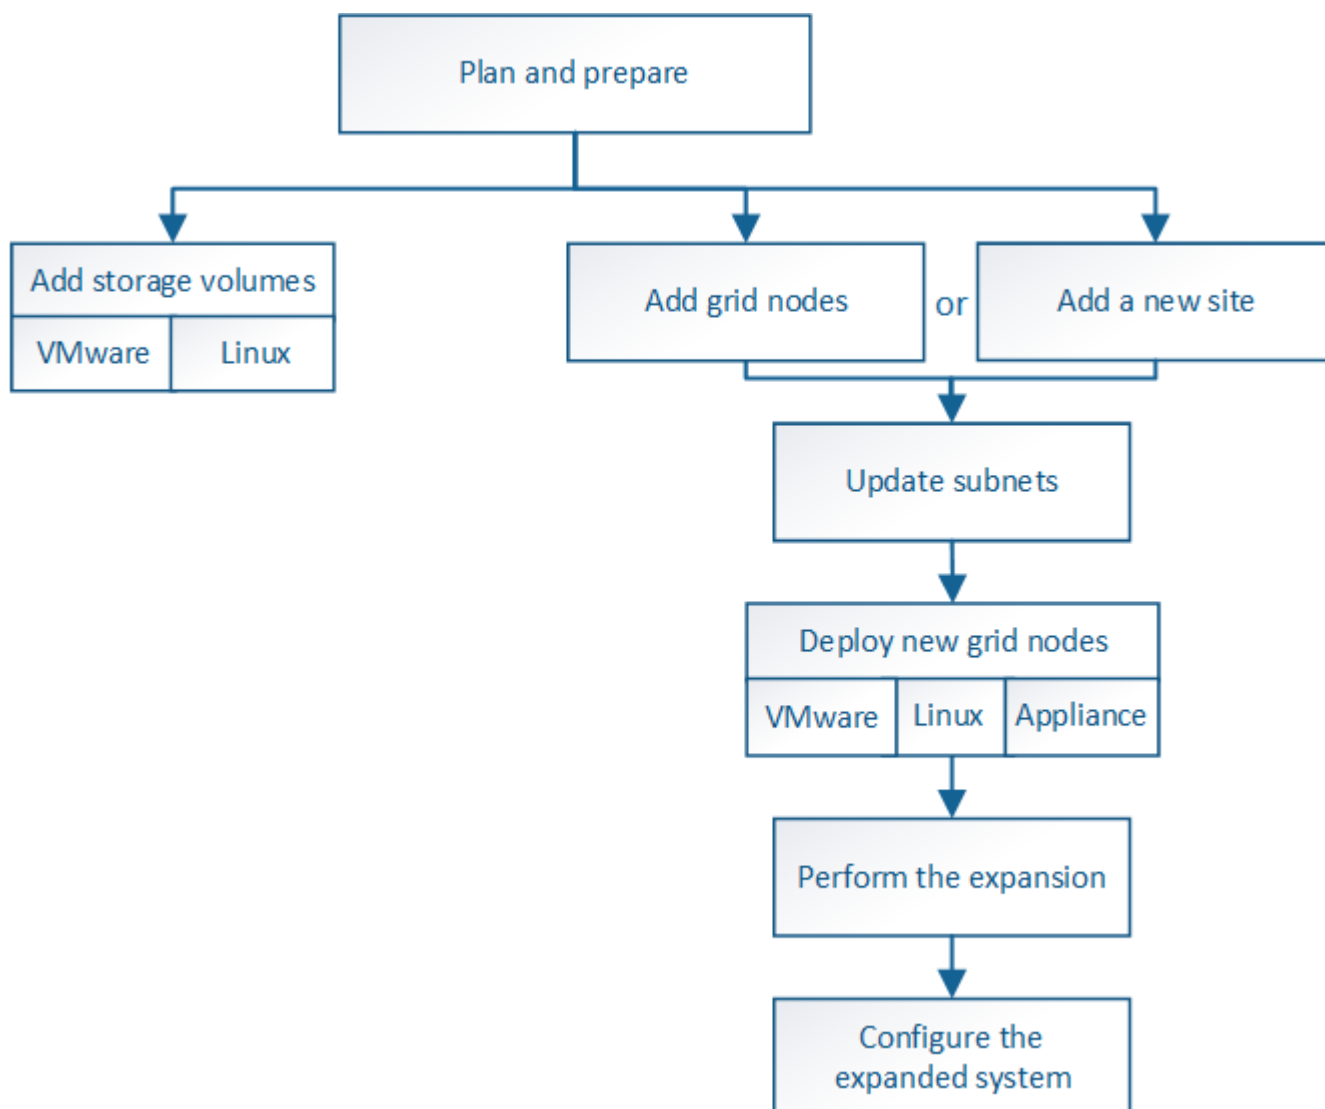 Plan and prepare
Add storage volumes
VMware
Linux
Add grid nodes
or
Add a new site
Update subnets
Deploy new grid nodes
VMware
Linux
Appliance
Perform the expansion
Configure the
expanded system